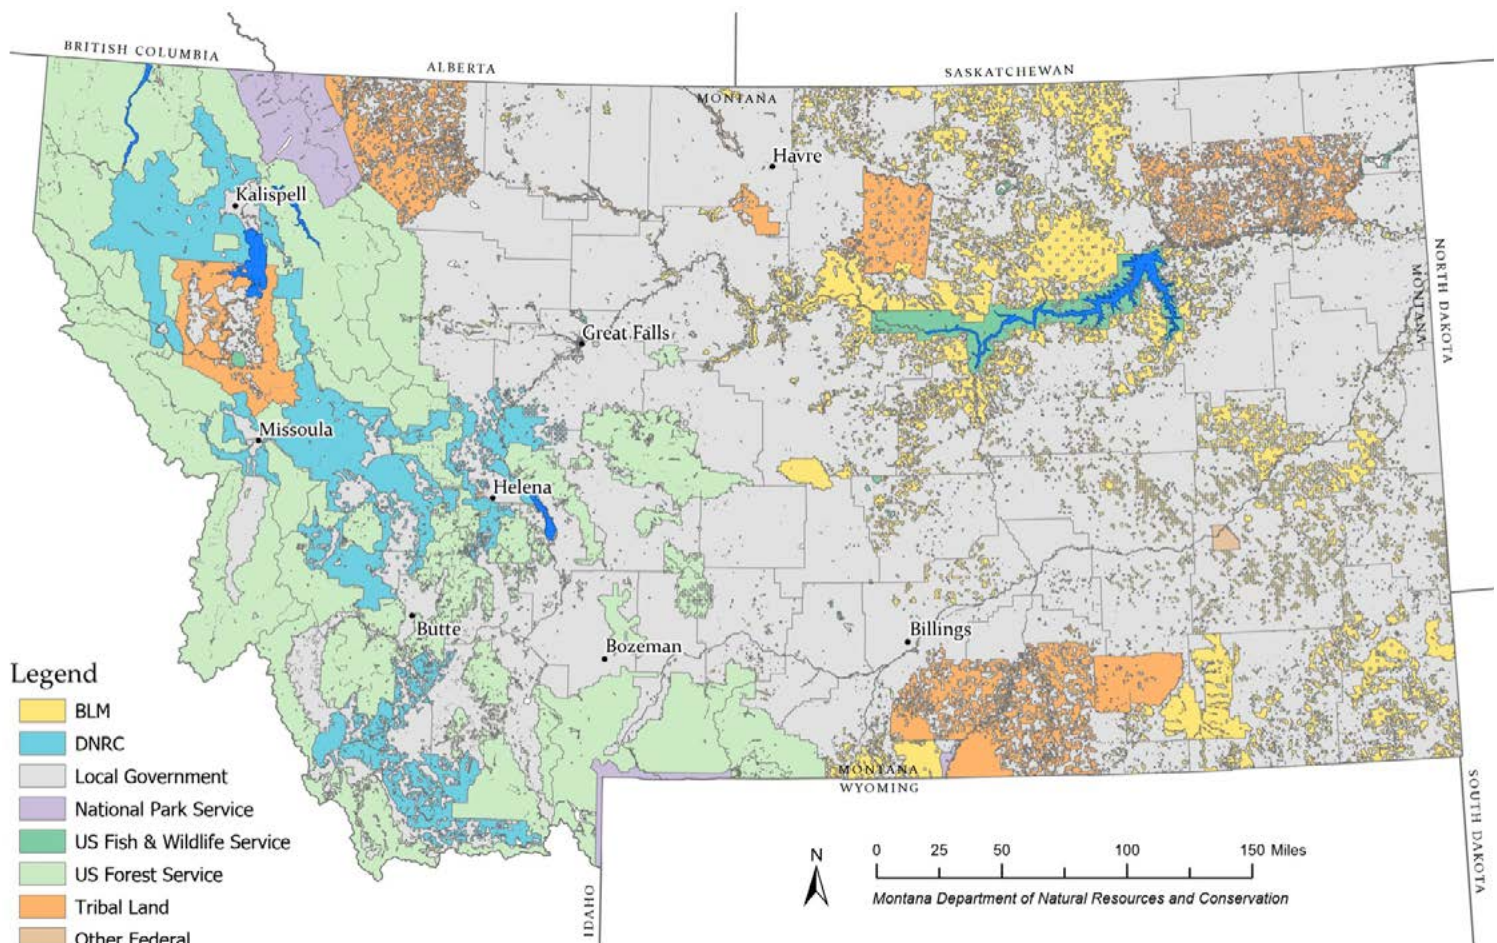 BRITISH COLUMBIA
ALBERTA
SASKATCHEWAN
MONTANA
Havre
Kalispell
NORTH DAKOTA
MONTANA
Great Falls
Missoula
Helena
Butte
Billings
Bozeman
Legend
BLM
DNRC
Local Government
National Park Service
US Fish & Wildlife Service
US Forest Service
Tribal Land
Other Federal
MONTANA
WYOMING
SOUTH DAKOTA
IDAHO
N
0 25 50 100 150 Miles
Montana Department of Natural Resources and Conservation